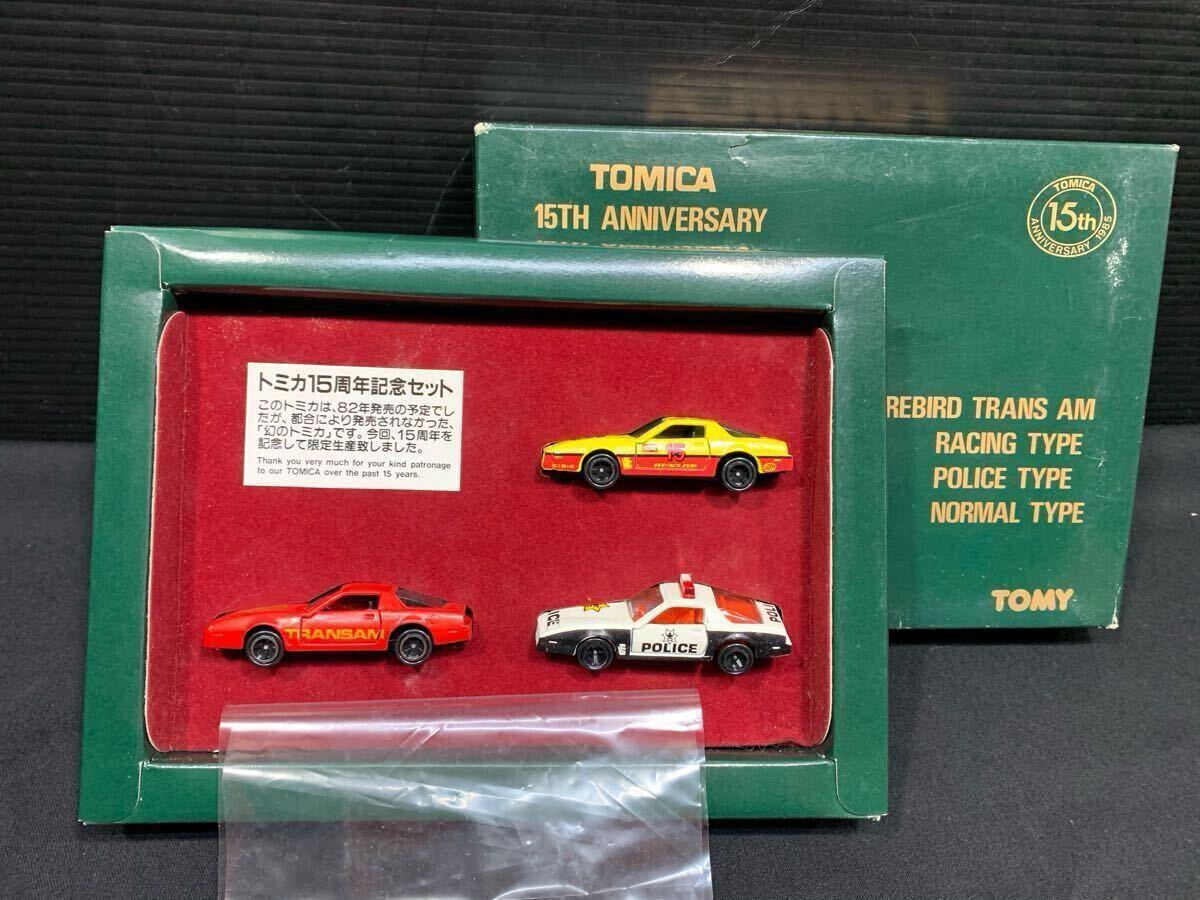 TOMICA
15TH ANNIVERSARY
TOMICA
15th
ANNIVERSARY 1985
REBIRD TRANS AM
RACING TYPE
POLICE TYPE
NORMAL TYPE
TOMY
トミカ15周年記念セット
このトミカは、82年発売の予定でし
たが、都合により発売されなかった、
「幻のトミカ」です。今回、15周年を
記念して限定生産致しました。
Thank you very much for your kind patronage
to our TOMICA over the past 15 years.
15
DUNLOP
TRANSAM
POLICE